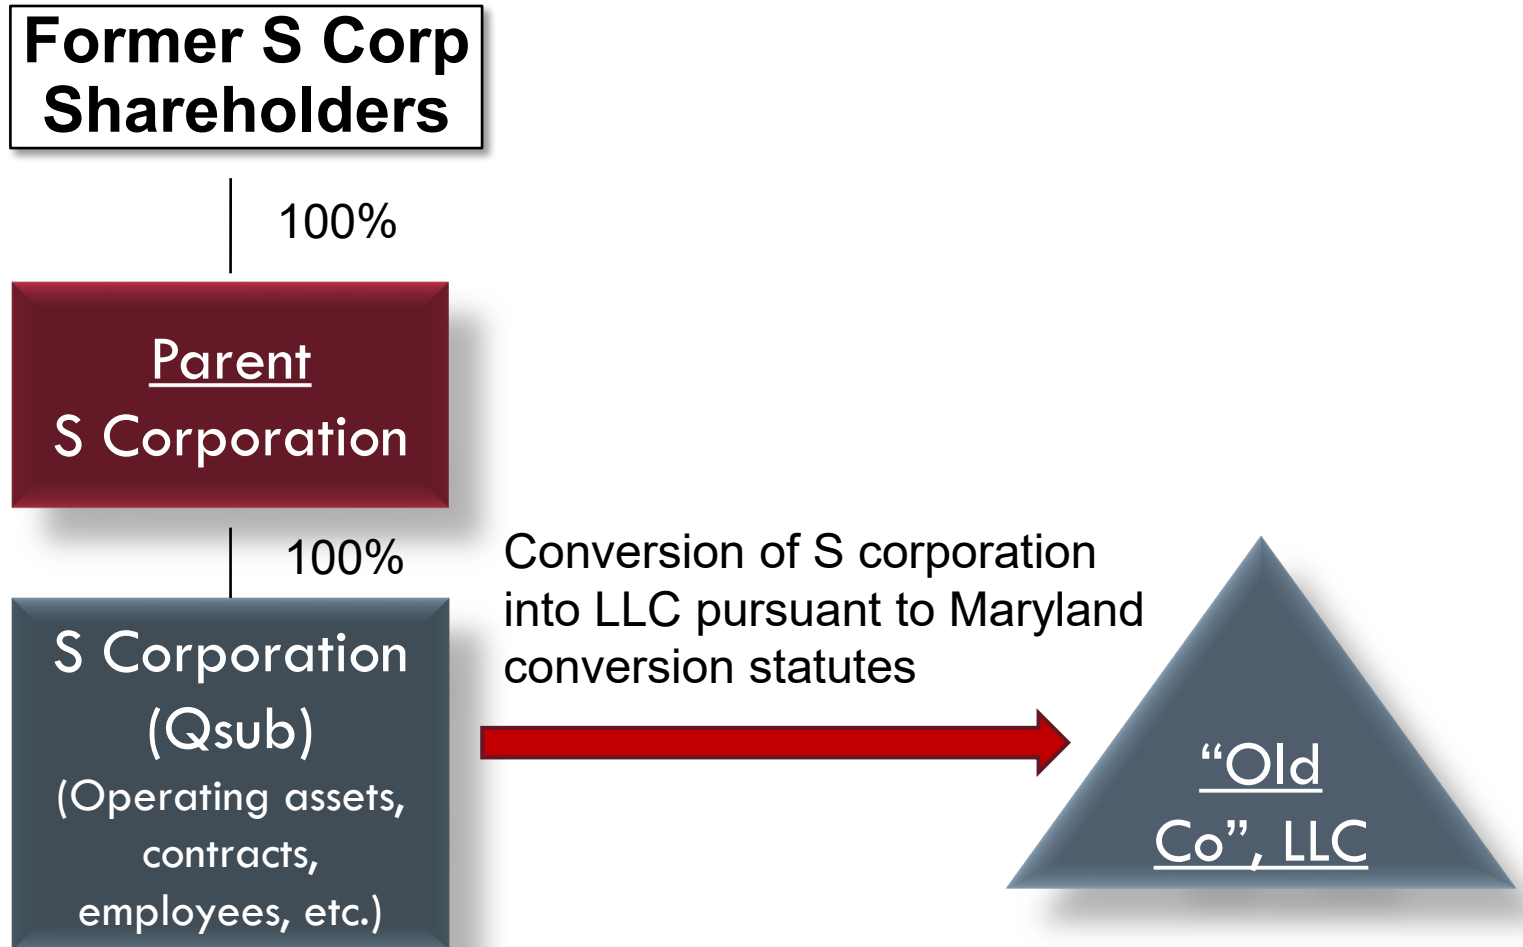 Former S Corp
Shareholders
100%
Parent
S Corporation
100%
Conversion of S corporation
into LLC pursuant to Maryland
conversion statutes
S Corporation
(Qsub)
(Operating assets,
contracts,
employees, etc.)
“Old
Co”, LLC